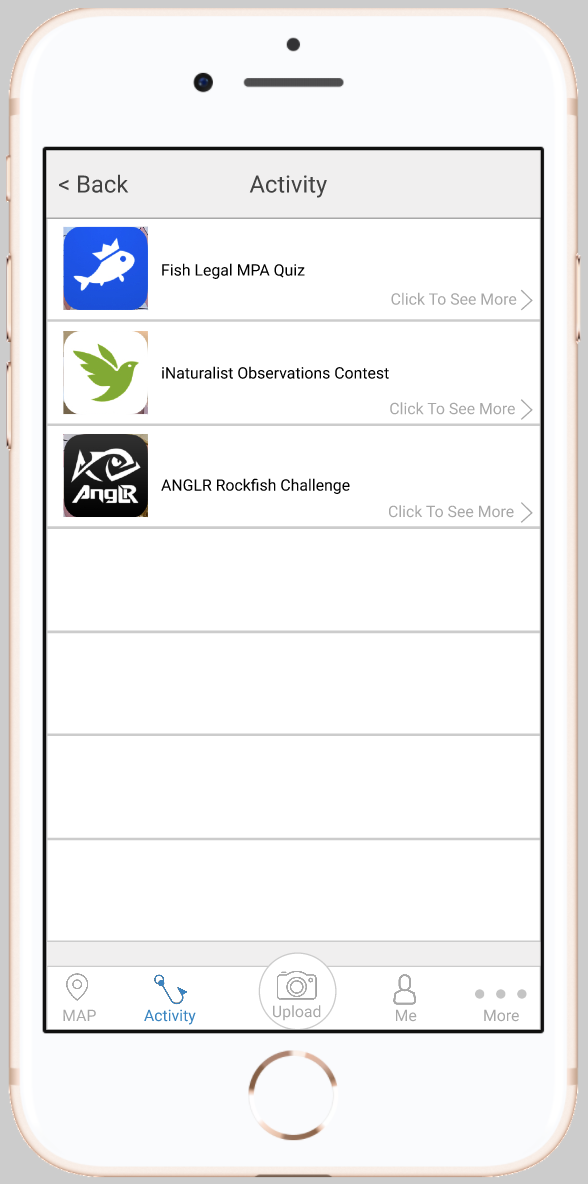 < Back Activity
Fish Legal MPA Quiz
Click To See More
iNaturalist Observations Contest
Click To See More
AnglR
ANGLR Rockfish Challenge
Click To See More
MAP Activity Upload Me More